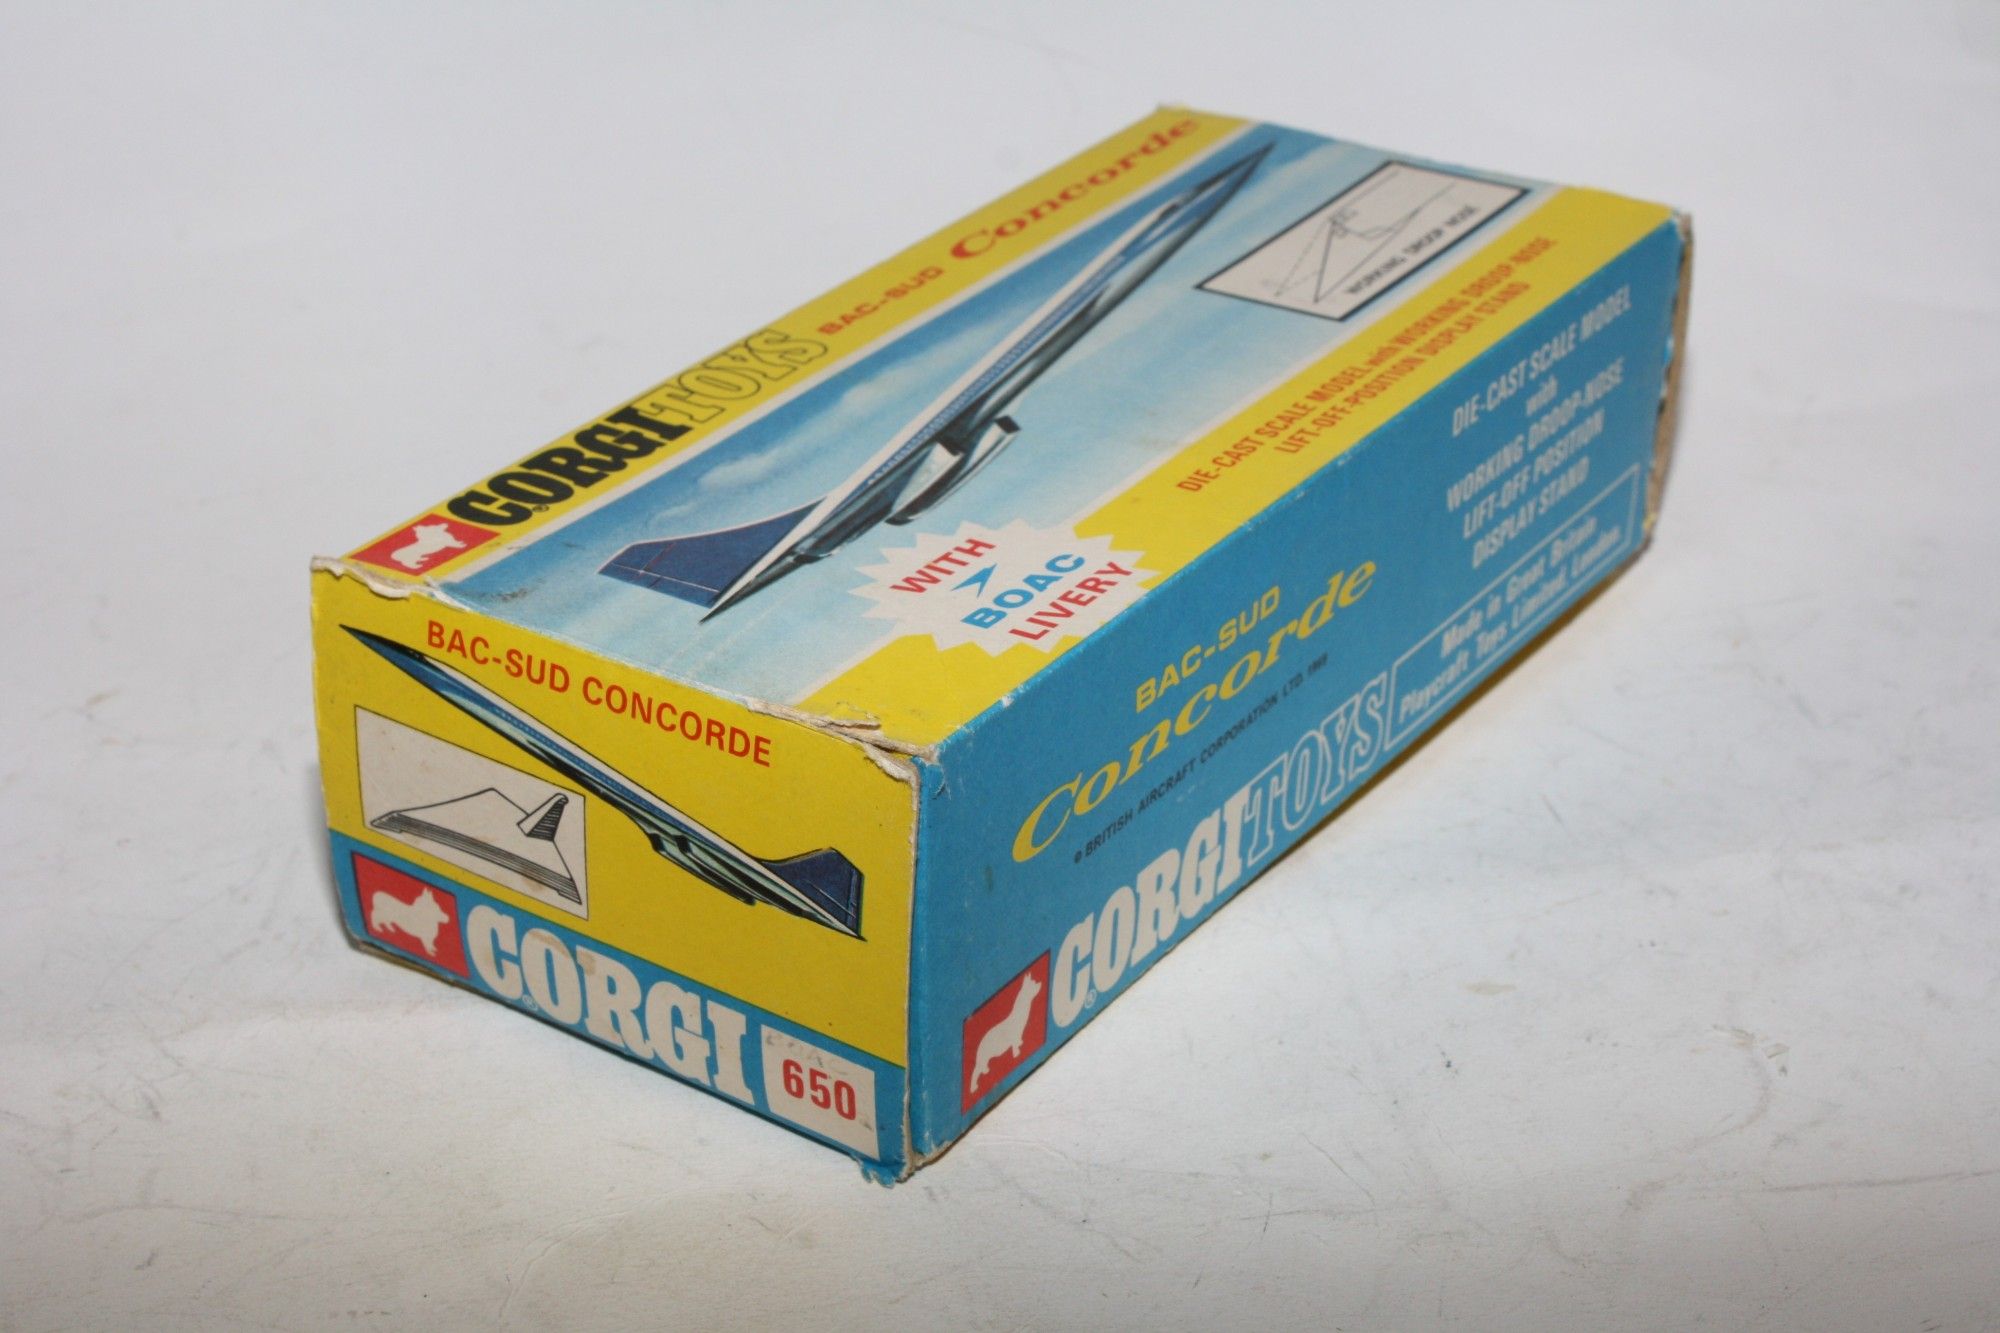 CORGI TOYS BAC-SUD Concorde
WORKING DROOP NOSE
DIE-CAST SCALE MODEL with WORKING DROOP-NOSE
LIFT-OFF POSITION DISPLAY STAND
WITH
BOAC
LIVERY
BAC-SUD CONCORDE
CORGI
®
650
BAC-SUD
Concorde
© BRITISH AIRCRAFT CORPORATION LTD. 1969
CORGI TOYS
®
DIE-CAST SCALE MODEL
with
WORKING DROOP-NOSE
LIFT-OFF POSITION
DISPLAY STAND
Made in Great Britain
Playcraft Toys Limited, London